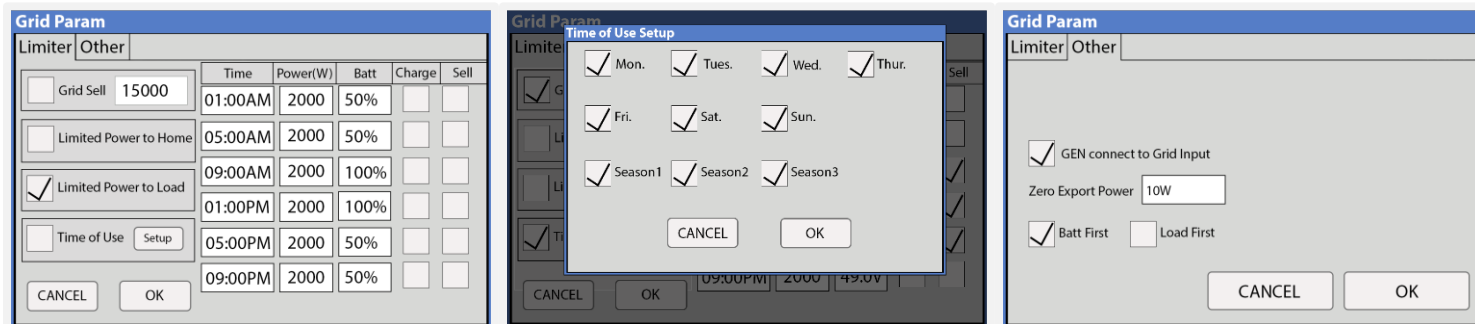 Grid Param
Limiter Other
Time Power(W) Batt Charge Sell
Grid Sell 15000
01:00AM 2000 50%
Limited Power to Home 05:00AM 2000 50%
09:00AM 2000 100%
Limited Power to Load
01:00PM 2000 100%
Time of Use Setup 05:00PM 2000 50%
09:00PM 2000 50%
CANCEL OK
Grid Param
Time of Use Setup
Limite
Sell
Mon. Tues. Wed. Thur.
G
Fri. Sat. Sun.
Li
Season1 Season2 Season3
Li
Ti
CANCEL OK
09:00PM 2000 49.0V
CANCEL OK
Grid Param
Limiter Other
GEN connect to Grid Input
Zero Export Power 10W
Batt First Load First
CANCEL OK